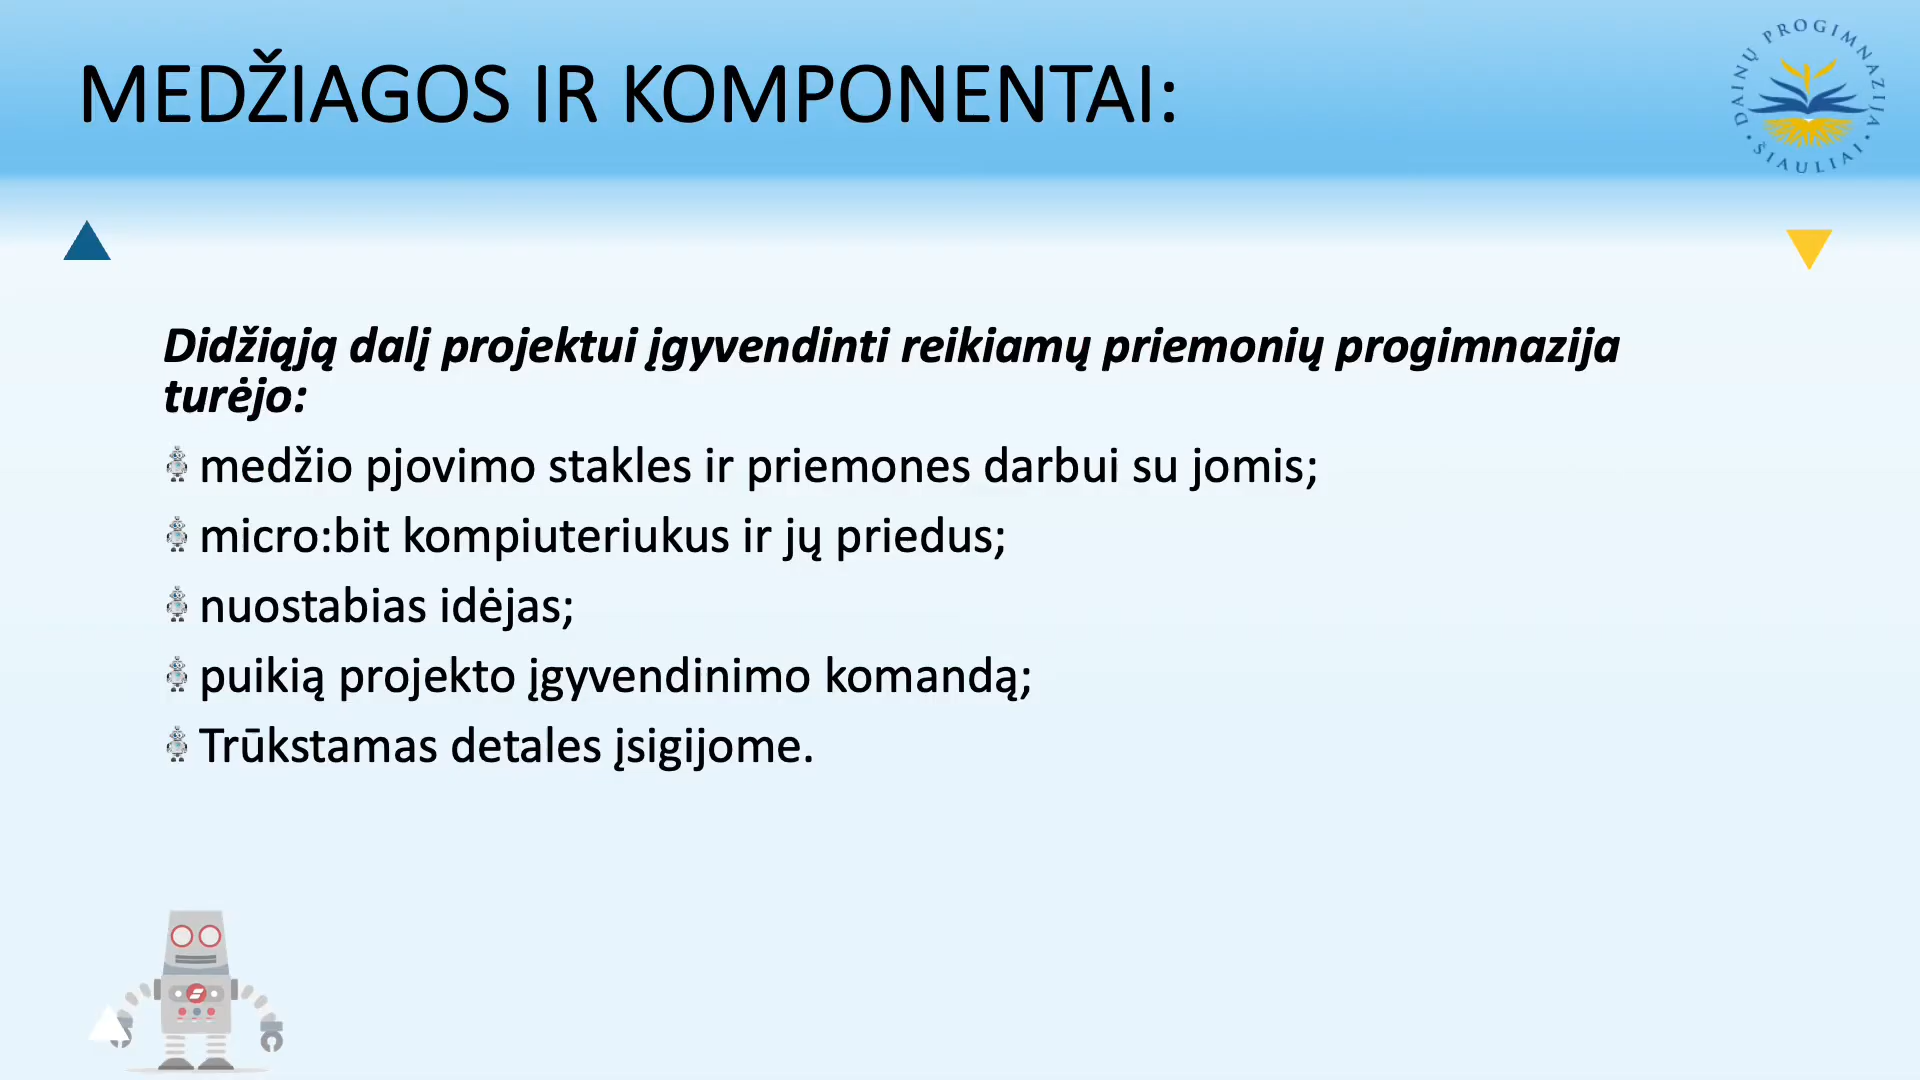 MEDŽIAGOS IR KOMPONENTAI:
DAINŲ PROGIMNAZIJA
• ŠIAULIAI •
Didžiąją dalį projektui įgyvendinti reikiamų priemonių progimnazija
turėjo:
medžio pjovimo stakles ir priemones darbui su jomis;
micro:bit kompiuteriukus ir jų priedus;
nuostabias idėjas;
puikią projekto įgyvendinimo komandą;
Trūkstamas detales įsigijome.